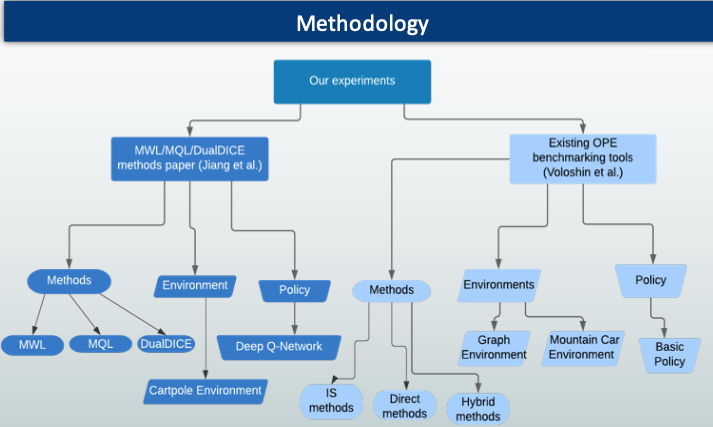 Methodology
Our experiments
MWL/MQL/DualDICE
methods paper (Jiang et al.)
Existing OPE
benchmarking tools
(Voloshin et al.)
Methods
Environment
Policy
MWL
MQL
DualDICE
Deep Q-Network
Cartpole Environment
Methods
Environments
Policy
Graph
Environment
Mountain Car
Environment
Basic
Policy
IS
methods
Direct
methods
Hybrid
methods